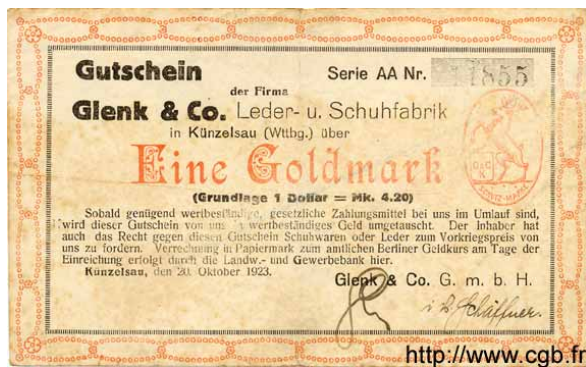 Gutschein Serie AA Nr. 1855
der Firma
Glenk & Co. Leder- u. Schuhfabrik
in Künzelsau (Wttbg.) über
Eine Goldmark
(Grundlage 1 Dollar = Mk. 4.20)
Sobald genügend wertbeständige, gesetzliche Zahlungsmittel bei uns im Umlauf sind,
wird dieser Gutschein von uns in wertbeständiges Geld umgetauscht. Der Inhaber hat
auch das Recht gegen diesen Gutschein Schuhwaren oder Leder zum Vorkriegspreis von
uns zu fordern. Verrechnung in Papiermark zum amtlichen Berliner Geldkurs am Tage der
Einreichung erfolgt durch die Landw.- und Gewerbebank hier.
Künzelsau, den 20. Oktober 1923.
Glenk & Co. G. m. b. H.
i. V. Schäffner.
SCHUTZ-MARKE
http://www.cgb.fr